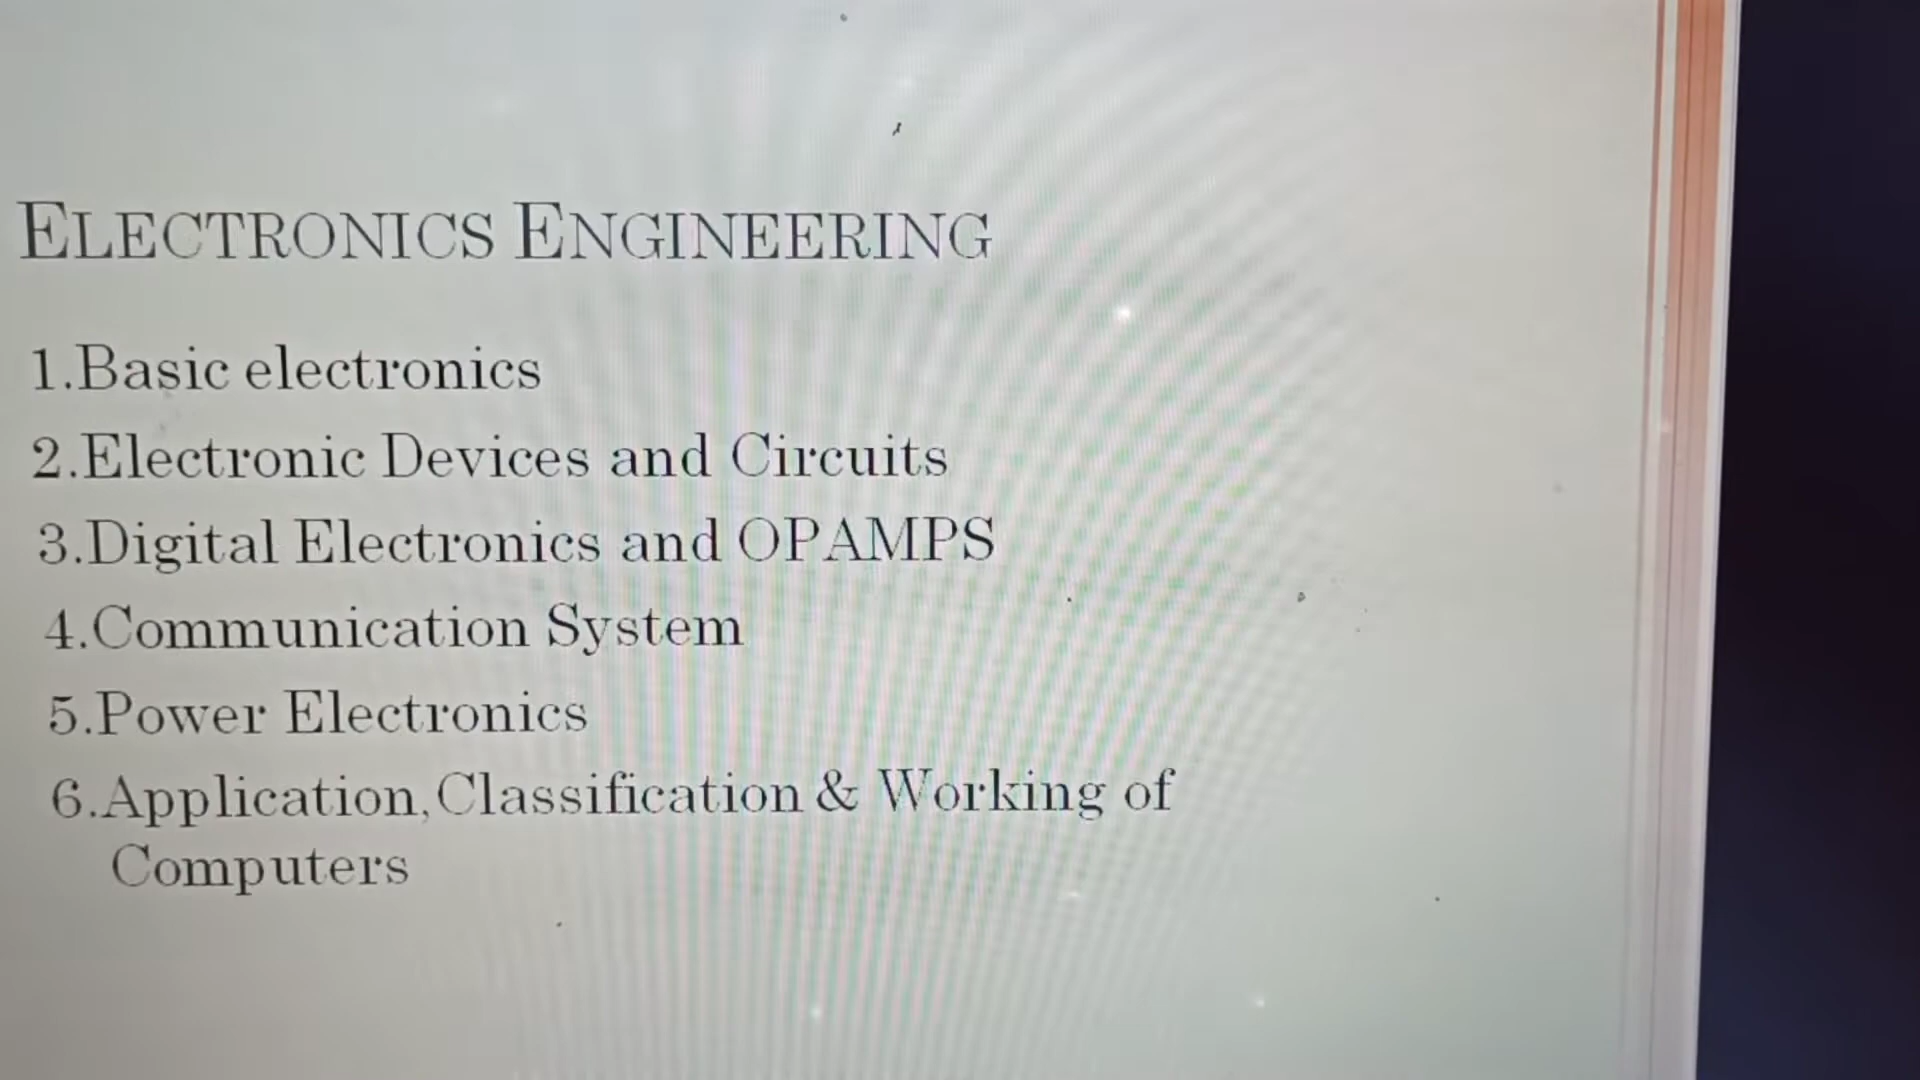 ELECTRONICS ENGINEERING
1.Basic electronics
2.Electronic Devices and Circuits
3.Digital Electronics and OPAMPS
4.Communication System
5.Power Electronics
6.Application,Classification & Working of
Computers